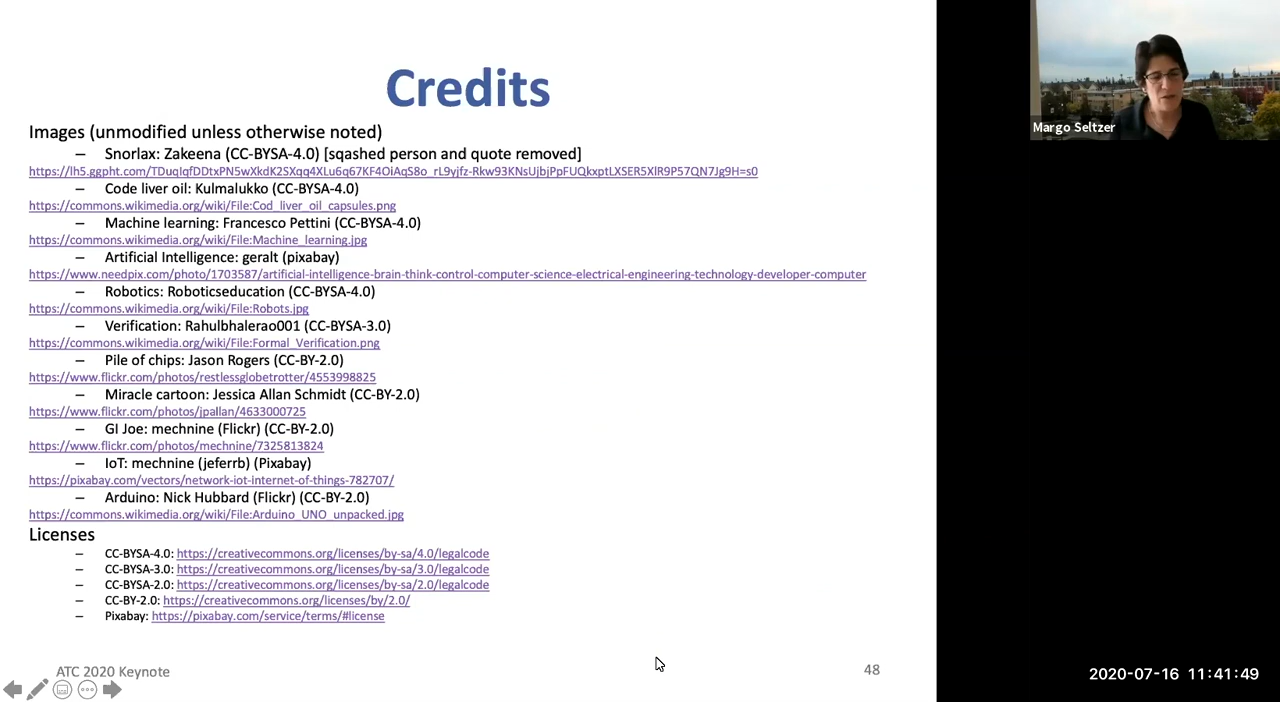 Credits
Images (unmodified unless otherwise noted)
– Snorlax: Zakeena (CC-BYSA-4.0) [sqashed person and quote removed]
https://lh5.ggpht.com/TDuqIqfDDtxPN5wXkdK2SXqq4XLu6q67KF4OiAqS8o_rL9yjfz-Rkw93KNsUjbjPpFUQkxptLXSER5XlR9P57QN7Jg9H=s0
– Code liver oil: Kulmalukko (CC-BYSA-4.0)
https://commons.wikimedia.org/wiki/File:Cod_liver_oil_capsules.png
– Machine learning: Francesco Pettini (CC-BYSA-4.0)
https://commons.wikimedia.org/wiki/File:Machine_learning.jpg
– Artificial Intelligence: geralt (pixabay)
https://www.needpix.com/photo/1703587/artificial-intelligence-brain-think-control-computer-science-electrical-engineering-technology-developer-computer
– Robotics: Roboticseducation (CC-BYSA-4.0)
https://commons.wikimedia.org/wiki/File:Robots.jpg
– Verification: Rahulbhalerao001 (CC-BYSA-3.0)
https://commons.wikimedia.org/wiki/File:Formal_Verification.png
– Pile of chips: Jason Rogers (CC-BY-2.0)
https://www.flickr.com/photos/restlessglobetrotter/4553998825
– Miracle cartoon: Jessica Allan Schmidt (CC-BY-2.0)
https://www.flickr.com/photos/jpallan/4633000725
– GI Joe: mechnine (Flickr) (CC-BY-2.0)
https://www.flickr.com/photos/mechnine/7325813824
– IoT: mechnine (jeferrb) (Pixabay)
https://pixabay.com/vectors/network-iot-internet-of-things-782707/
– Arduino: Nick Hubbard (Flickr) (CC-BY-2.0)
https://commons.wikimedia.org/wiki/File:Arduino_UNO_unpacked.jpg
Licenses
– CC-BYSA-4.0: https://creativecommons.org/licenses/by-sa/4.0/legalcode
– CC-BYSA-3.0: https://creativecommons.org/licenses/by-sa/3.0/legalcode
– CC-BYSA-2.0: https://creativecommons.org/licenses/by-sa/2.0/legalcode
– CC-BY-2.0: https://creativecommons.org/licenses/by/2.0/
– Pixabay: https://pixabay.com/service/terms/#license
ATC 2020 Keynote
48
Margo Seltzer
2020-07-16 11:41:49